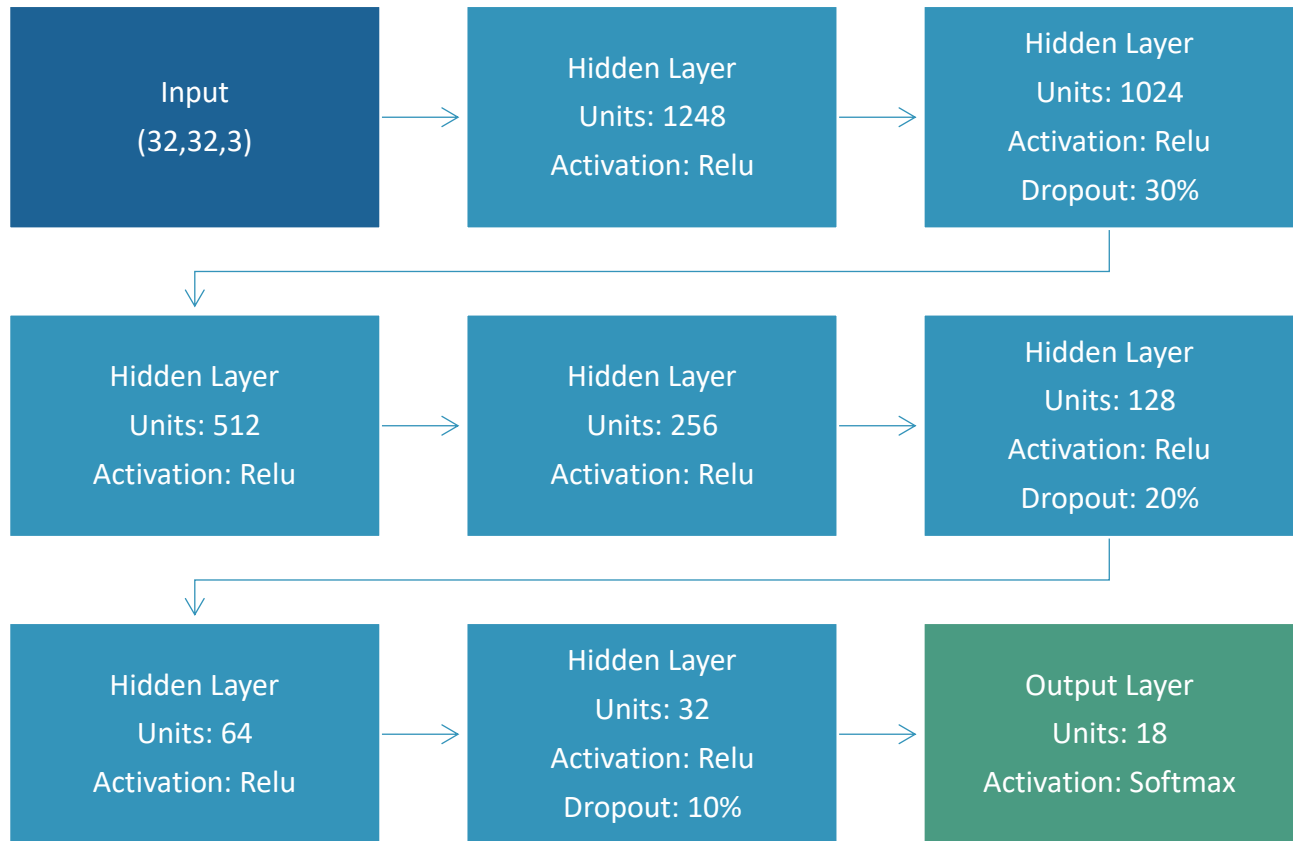 Input
(32,32,3)
Hidden Layer
Units: 1248
Activation: Relu
Hidden Layer
Units: 1024
Activation: Relu
Dropout: 30%
Hidden Layer
Units: 512
Activation: Relu
Hidden Layer
Units: 256
Activation: Relu
Hidden Layer
Units: 128
Activation: Relu
Dropout: 20%
Hidden Layer
Units: 64
Activation: Relu
Hidden Layer
Units: 32
Activation: Relu
Dropout: 10%
Output Layer
Units: 18
Activation: Softmax